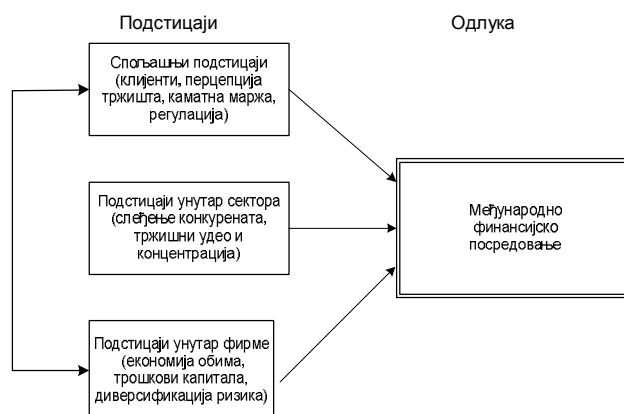 Подстицаји
Одлука
Спољашњи подстицаји
(клијенти, перцепција
тржишта, каматна маржа,
регулација)
Подстицаји унутар сектора
(слеђење конкурената,
тржишни удео и
концентрација)
Међународно
финансијско
посредовање
Подстицаји унутар фирме
(економија обима,
трошкови капитала,
диверсификација ризика)